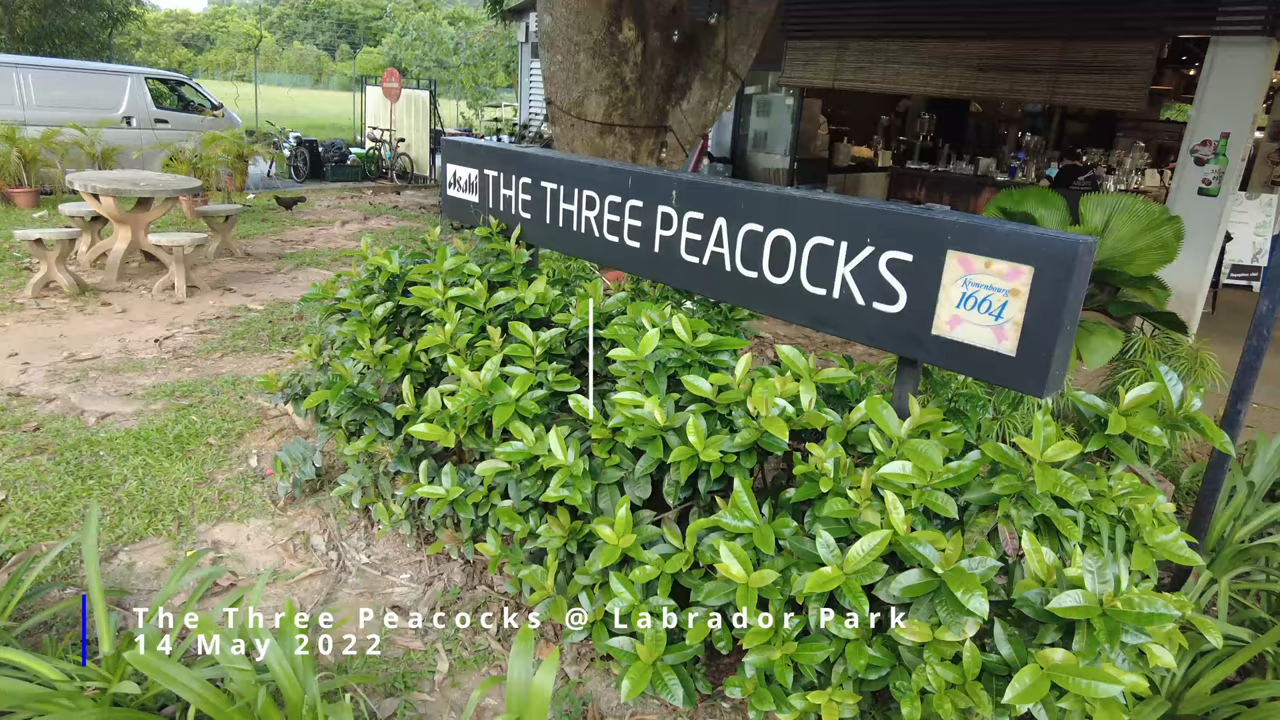 Asahi
THE THREE PEACOCKS
Kronenbourg
1664
The Three Peacocks @ Labrador Park
14 May 2022